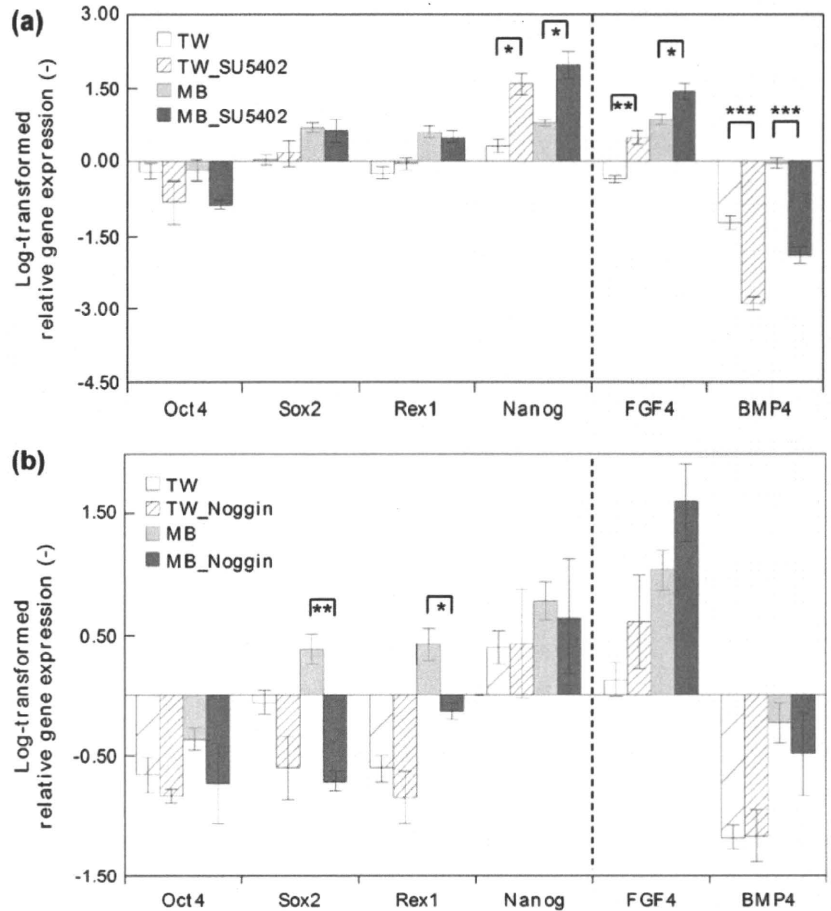 (a)
Log-transformed
relative gene expression (-)
3.00
1.50
0.00
-1.50
-3.00
-4.50
TW
TW_SU5402
MB
MB_SU5402
* * ** * *** ***
Oct4 Sox2 Rex1 Nanog FGF4 BMP4
(b)
Log-transformed
relative gene expression (-)
1.50
0.50
-0.50
-1.50
TW
TW_Noggin
MB
MB_Noggin
** *
Oct4 Sox2 Rex1 Nanog FGF4 BMP4